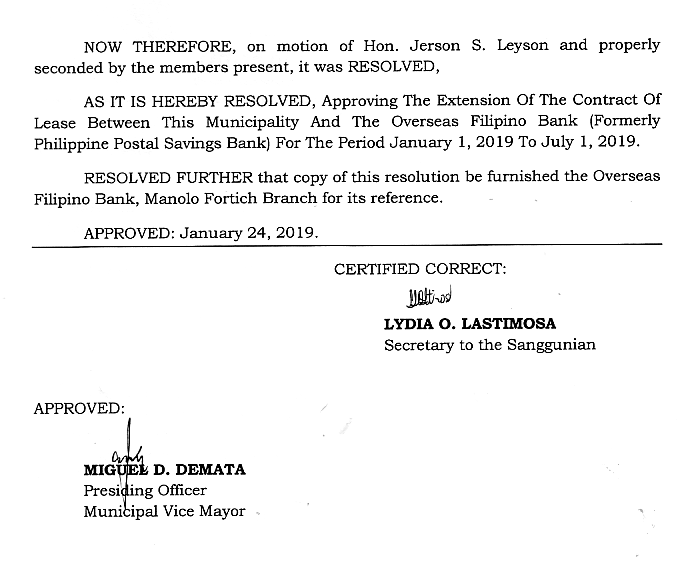 NOW THEREFORE, on motion of Hon. Jerson S. Leyson and properly
seconded by the members present, it was RESOLVED,
AS IT IS HEREBY RESOLVED, Approving The Extension Of The Contract Of
Lease Between This Municipality And The Overseas Filipino Bank (Formerly
Philippine Postal Savings Bank) For The Period January 1, 2019 To July 1, 2019.
RESOLVED FURTHER that copy of this resolution be furnished the Overseas
Filipino Bank, Manolo Fortich Branch for its reference.
APPROVED: January 24, 2019.
CERTIFIED CORRECT:
LYDIA O. LASTIMOSA
Secretary to the Sanggunian
APPROVED:
MIGUEL D. DEMATA
Presiding Officer
Municipal Vice Mayor